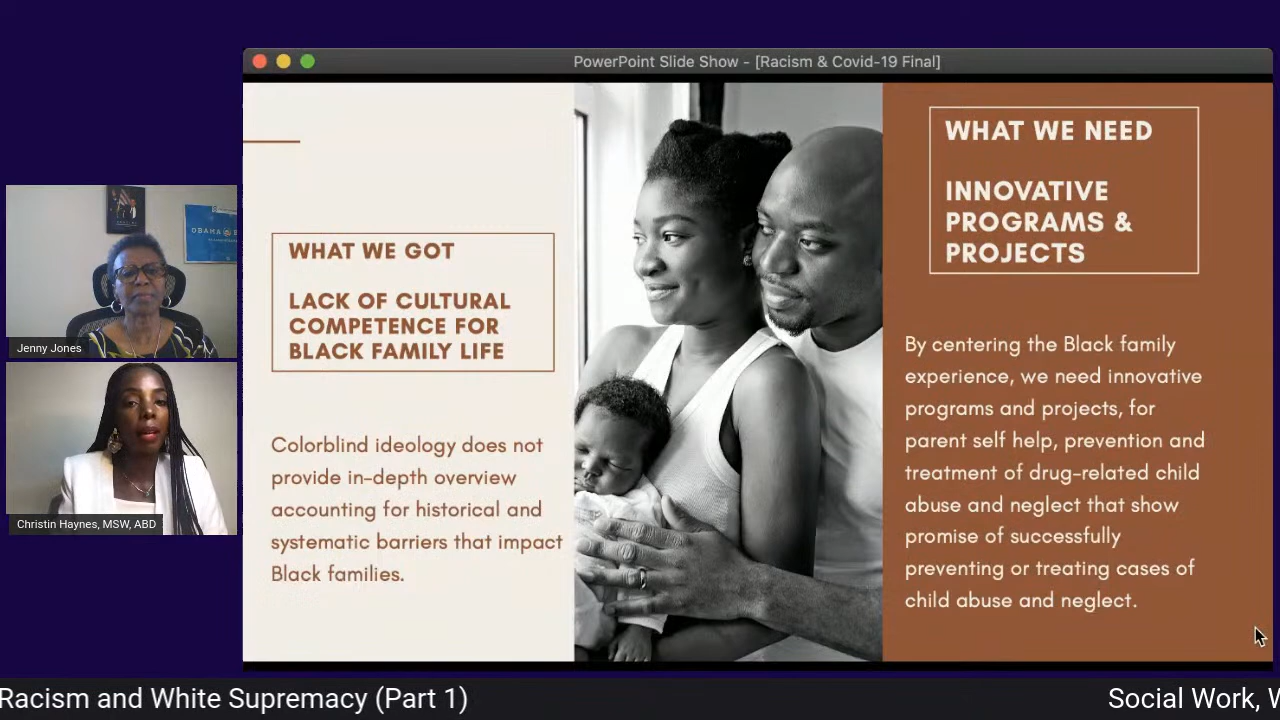 PowerPoint Slide Show - [Racism & Covid-19 Final]
WHAT WE GOT
LACK OF CULTURAL
COMPETENCE FOR
BLACK FAMILY LIFE
Colorblind ideology does not
provide in-depth overview
accounting for historical and
systematic barriers that impact
Black families.
WHAT WE NEED
INNOVATIVE
PROGRAMS &
PROJECTS
By centering the Black family
experience, we need innovative
programs and projects, for
parent self help, prevention and
treatment of drug-related child
abuse and neglect that show
promise of successfully
preventing or treating cases of
child abuse and neglect.
OBAMA
Jenny Jones
Christin Haynes, MSW, ABD
Racism and White Supremacy (Part 1)
Social Work, W